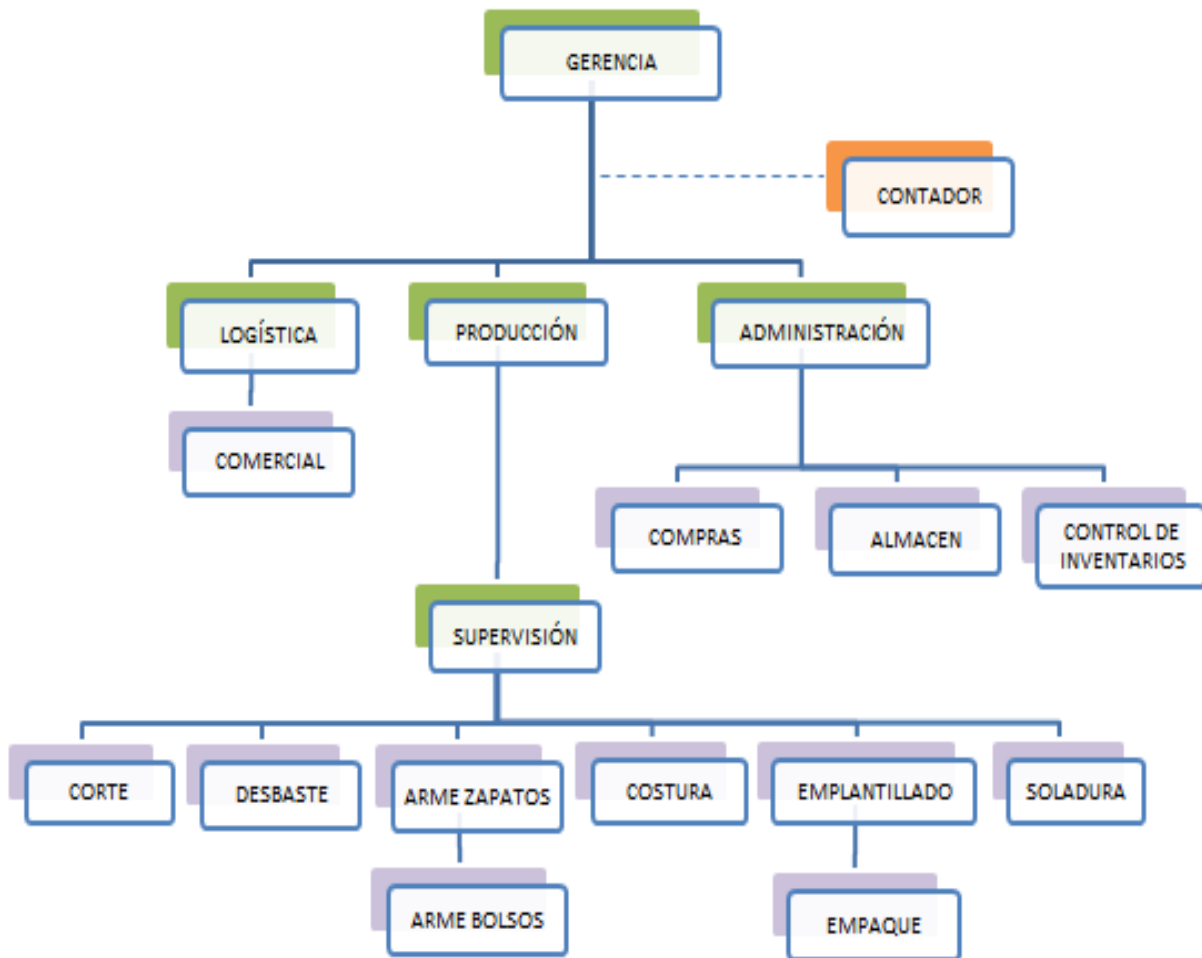 GERENCIA
CONTADOR
LOGÍSTICA
PRODUCCIÓN
ADMINISTRACIÓN
COMERCIAL
COMPRAS
ALMACEN
CONTROL DE
INVENTARIOS
SUPERVISIÓN
CORTE
DESBASTE
ARME ZAPATOS
COSTURA
EMPLANTILLADO
SOLADURA
ARME BOLSOS
EMPAQUE